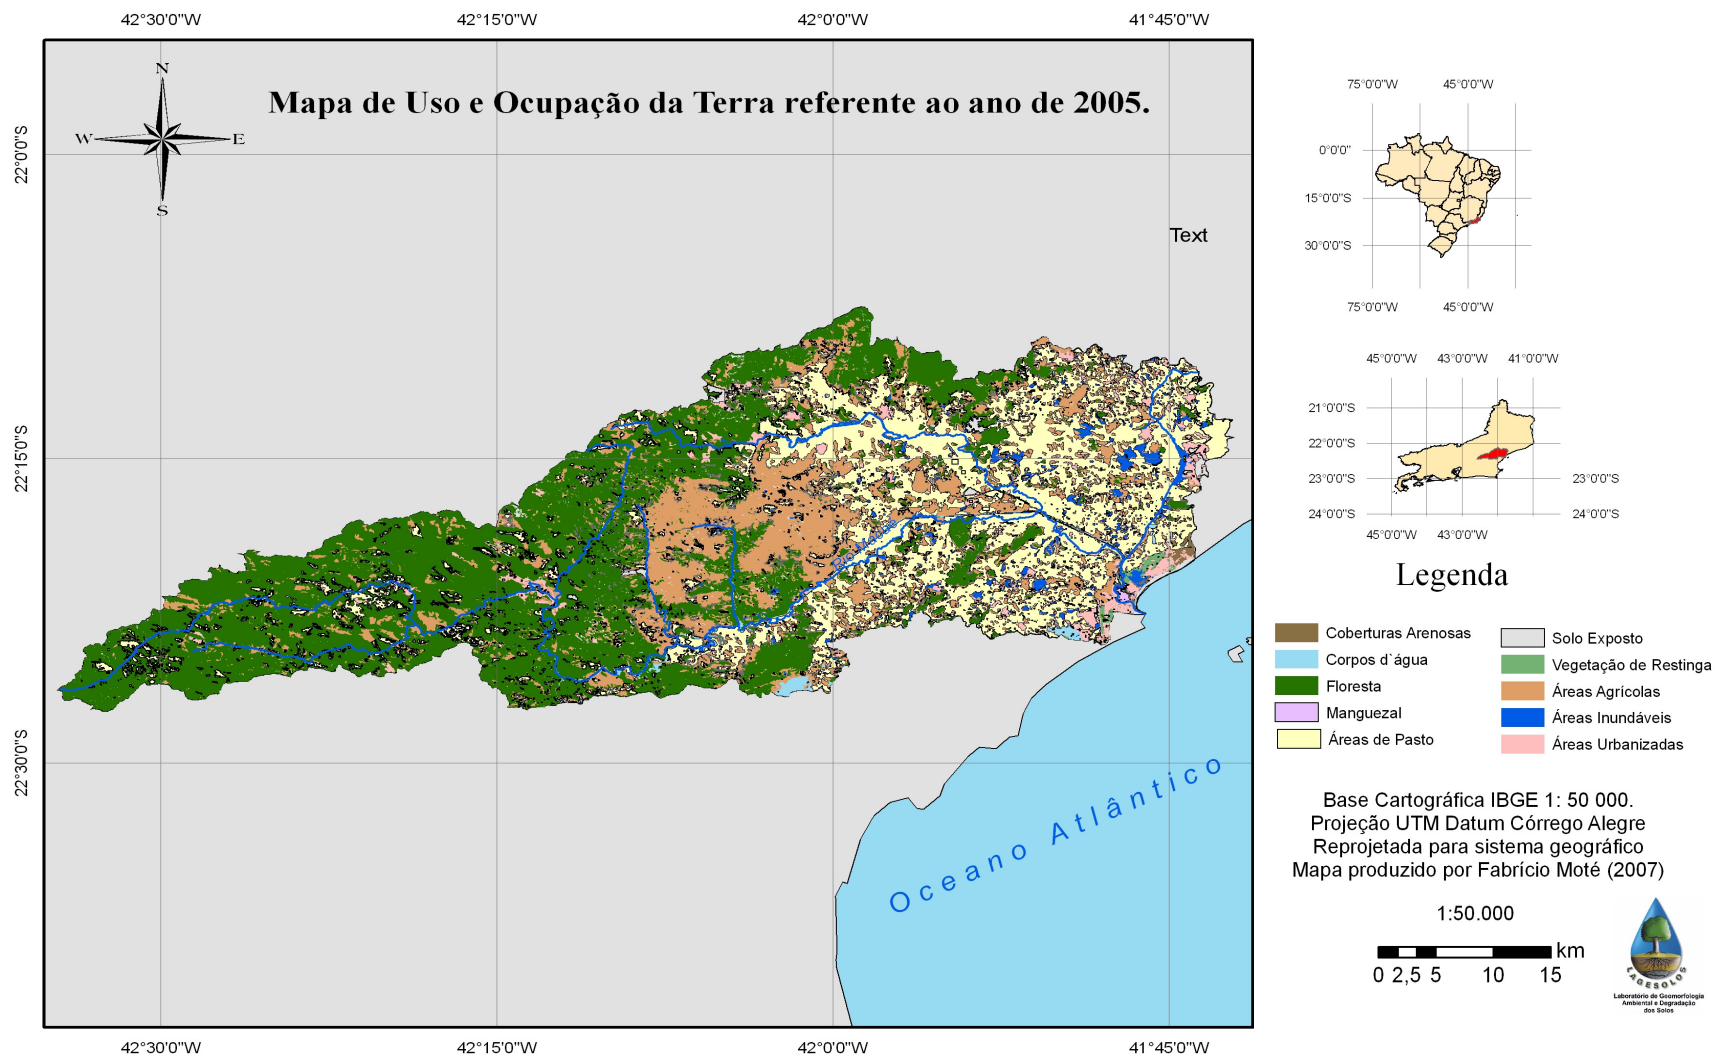 42°30'0"W 42°15'0"W 42°0'0"W 41°45'0"W
Mapa de Uso e Ocupação da Terra referente ao ano de 2005.
N
W E
S
22°0'0"S
22°15'0"S
22°30'0"S
Text
Oceano Atlântico
42°30'0"W 42°15'0"W 42°0'0"W 41°45'0"W
75°0'0"W 45°0'0"W
0°0'0"
15°0'0"S
30°0'0"S
75°0'0"W 45°0'0"W
45°0'0"W 43°0'0"W 41°0'0"W
21°0'0"S
22°0'0"S
23°0'0"S 23°0'0"S
24°0'0"S 24°0'0"S
45°0'0"W 43°0'0"W
Legenda
Coberturas Arenosas
Corpos d`água
Floresta
Manguezal
Áreas de Pasto
Solo Exposto
Vegetação de Restinga
Áreas Agrícolas
Áreas Inundáveis
Áreas Urbanizadas
Base Cartográfica IBGE 1: 50 000.
Projeção UTM Datum Córrego Alegre
Reprojetada para sistema geográfico
Mapa produzido por Fabrício Moté (2007)
1:50.000
km
0 2,5 5 10 15
LAGESOLOS
Laboratório de Geomorfologia
Ambiental e Degradação
dos Solos